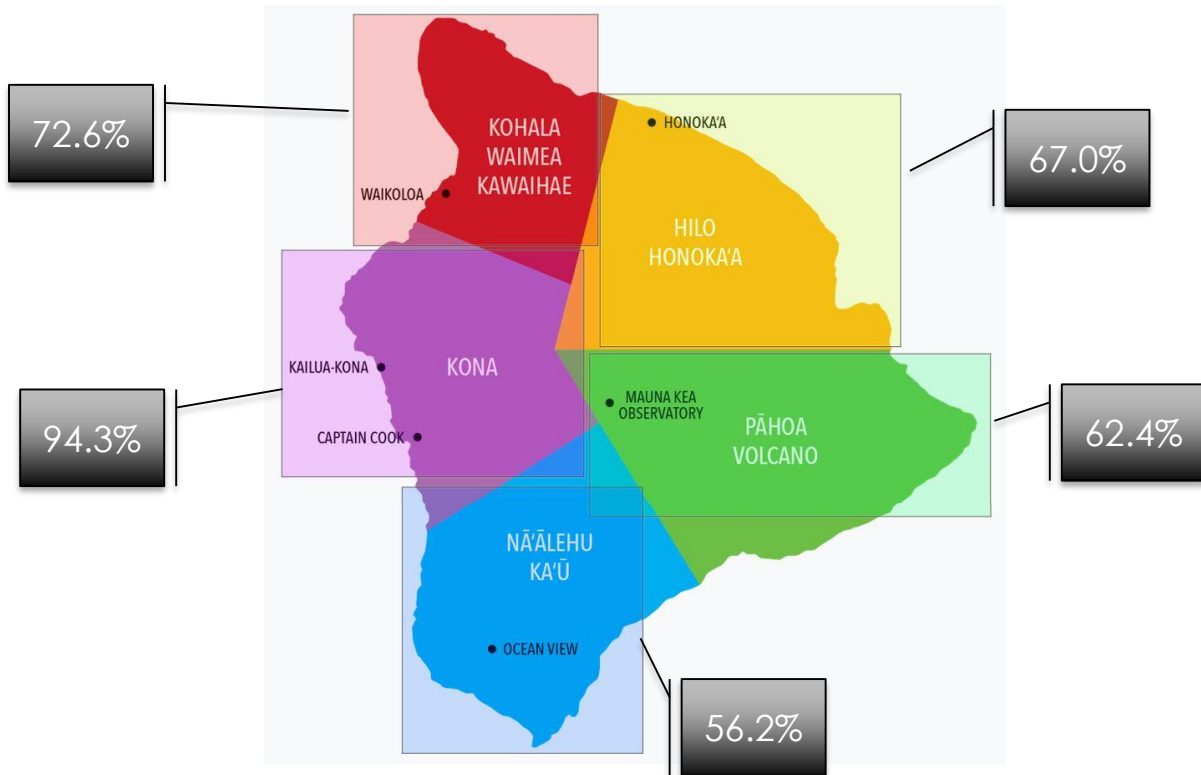 72.6%
KOHALA
WAIMEA
KAWAIHAE
WAIKOLOA
HONOKA'A
67.0%
HILO
HONOKA'A
KAILUA-KONA
KONA
CAPTAIN COOK
94.3%
MAUNA KEA
OBSERVATORY
PĀHOA
VOLCANO
62.4%
NĀ'ĀLEHU
KA'Ū
OCEAN VIEW
56.2%